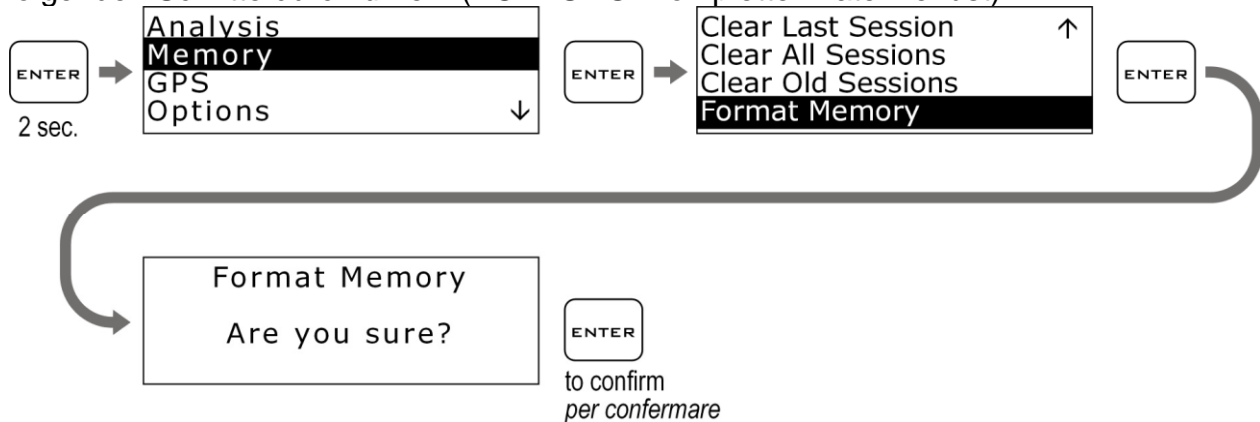 Analysis
Memory
GPS
Options ↓
ENTER
2 sec.
ENTER
Clear Last Session ↑
Clear All Sessions
Clear Old Sessions
Format Memory
ENTER
Format Memory
Are you sure?
ENTER
to confirm
per confermare